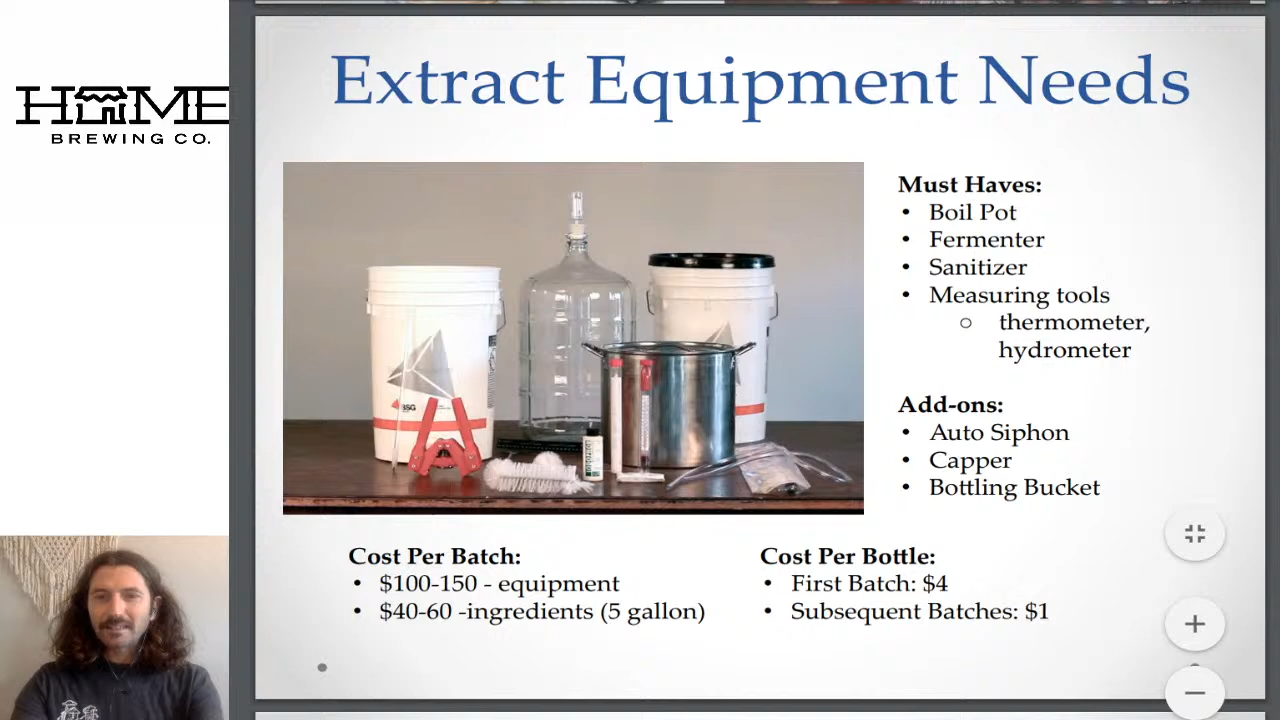 Extract Equipment Needs
HOME
BREWING CO.
Must Haves:
• Boil Pot
• Fermenter
• Sanitizer
• Measuring tools
○ thermometer,
hydrometer
Add-ons:
• Auto Siphon
• Capper
• Bottling Bucket
BSG
Cost Per Batch:
• $100-150 - equipment
• $40-60 -ingredients (5 gallon)
Cost Per Bottle:
• First Batch: $4
• Subsequent Batches: $1